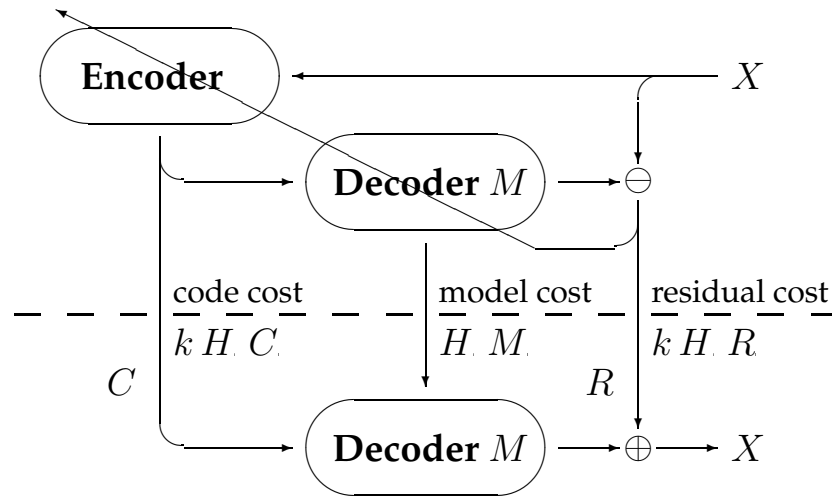 Encoder X
Decoder M ⊖
code cost model cost residual cost
k H. C. H. M. k H. R.
C R
Decoder M ⊕ X